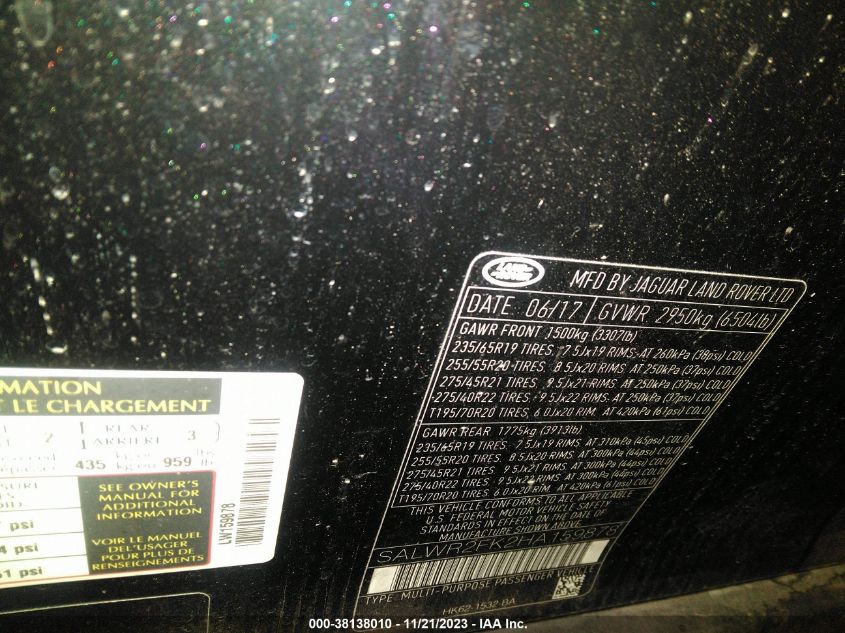 RMATION
T LE CHARGEMENT
2
REAR
ARRIERE
3
435 kg ou 959 lb
SEE OWNER'S
MANUAL FOR
ADDITIONAL
INFORMATION
VOIR LE MANUEL
DEL'USAGER
POUR PLUS DE
RENSEIGNEMENTS
psi
4 psi
51 psi
LW159878
LAND ROVER
MFD BY JAGUAR LAND ROVER LTD
DATE 06/17 GVWR 2950kg (6504lb)
GAWR FRONT 1500kg (3307lb)
235/65R19 TIRES, 7.5Jx19 RIMS, AT 260kPa (38psi) COLD
255/55R20 TIRES, 8.5Jx20 RIMS, AT 250kPa (37psi) COLD
275/45R21 TIRES, 9.5Jx21 RIMS, AT 250kPa (37psi) COLD
275/40R22 TIRES, 9.5Jx22 RIMS, AT 250kPa (37psi) COLD
T195/70R20 TIRES, 6.0Jx20 RIM, AT 420kPa (61psi) COLD
GAWR REAR 1775kg (3913lb)
235/65R19 TIRES, 7.5Jx19 RIMS, AT 310kPa (45psi) COLD
255/55R20 TIRES, 8.5Jx20 RIMS, AT 300kPa (44psi) COLD
275/45R21 TIRES, 9.5Jx21 RIMS, AT 300kPa (44psi) COLD
275/40R22 TIRES, 9.5Jx22 RIMS, AT 300kPa (44psi) COLD
T195/70R20 TIRES, 6.0Jx20 RIM, AT 420kPa (61psi) COLD
THIS VEHICLE CONFORMS TO ALL APPLICABLE
U.S. FEDERAL MOTOR VEHICLE SAFETY
STANDARDS IN EFFECT ON THE DATE OF
MANUFACTURE SHOWN ABOVE
SALWR2FK2HA159878
TYPE: MULTI-PURPOSE PASSENGER VEHICLE
HK62-1532-BA
000-38138010 - 11/21/2023 - IAA Inc.